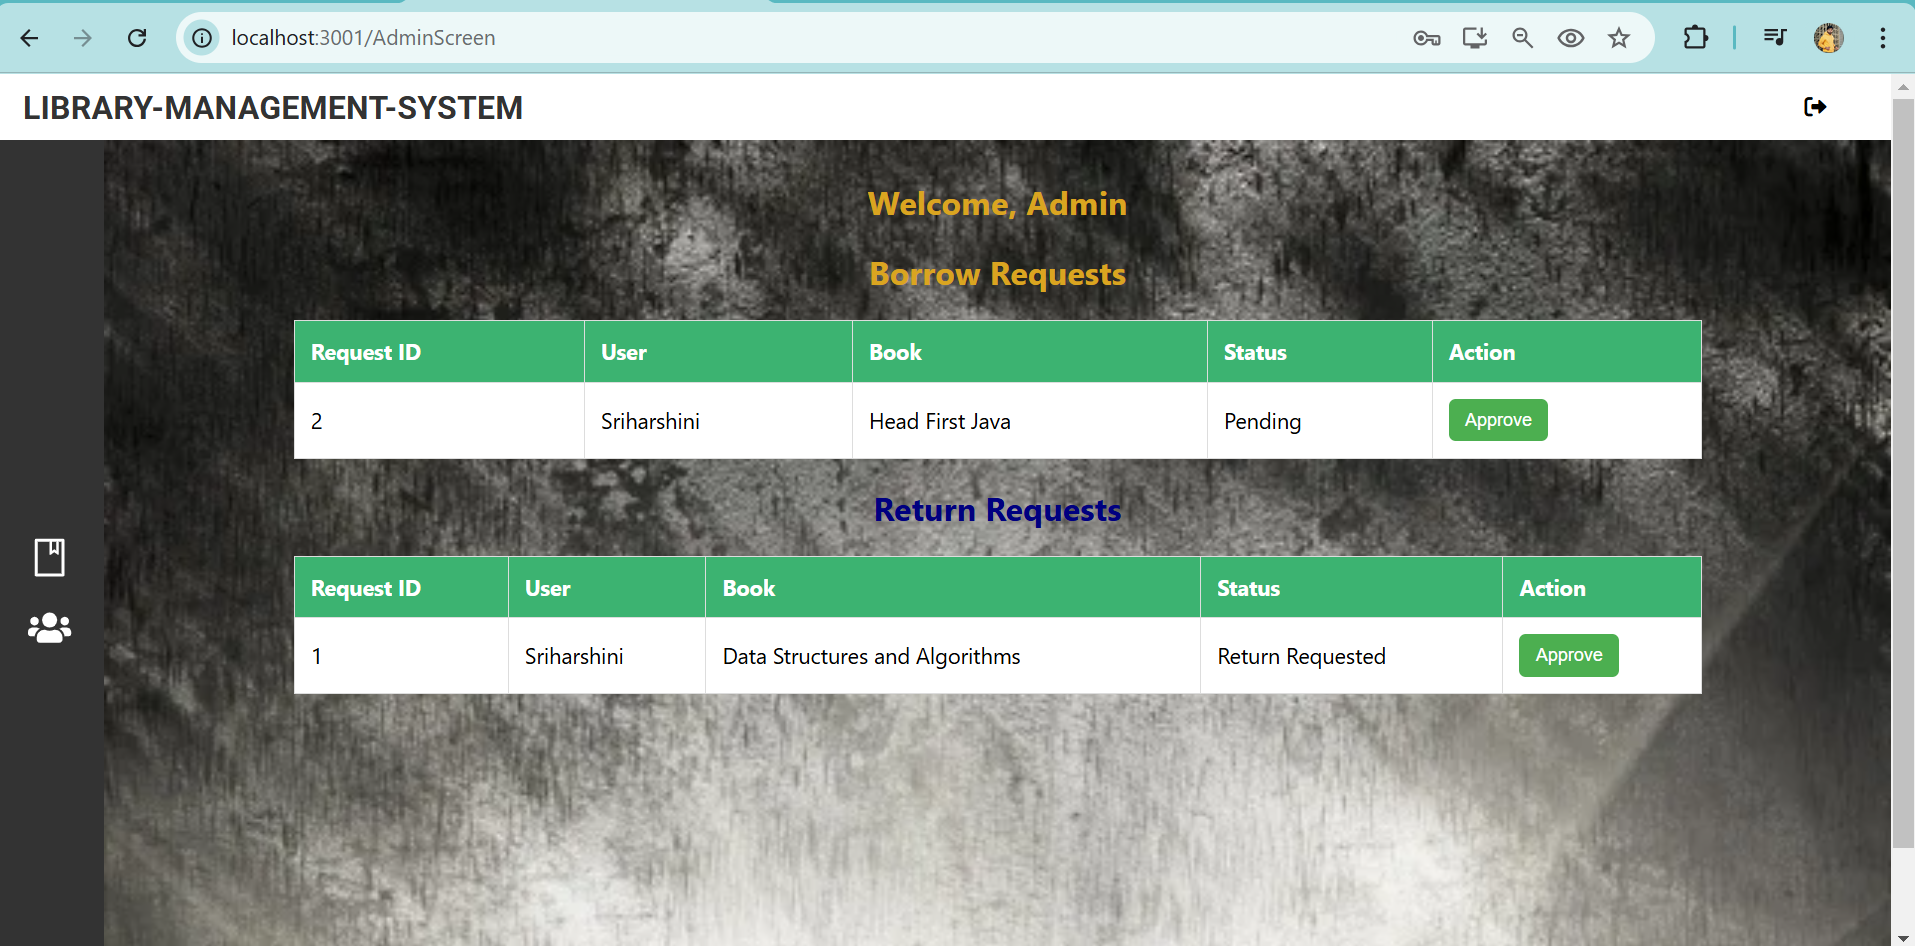 localhost:3001/AdminScreen
LIBRARY-MANAGEMENT-SYSTEM
Welcome, Admin
Borrow Requests
Request ID User Book Status Action
2 Sriharshini Head First Java Pending Approve
Return Requests
Request ID User Book Status Action
1 Sriharshini Data Structures and Algorithms Return Requested Approve